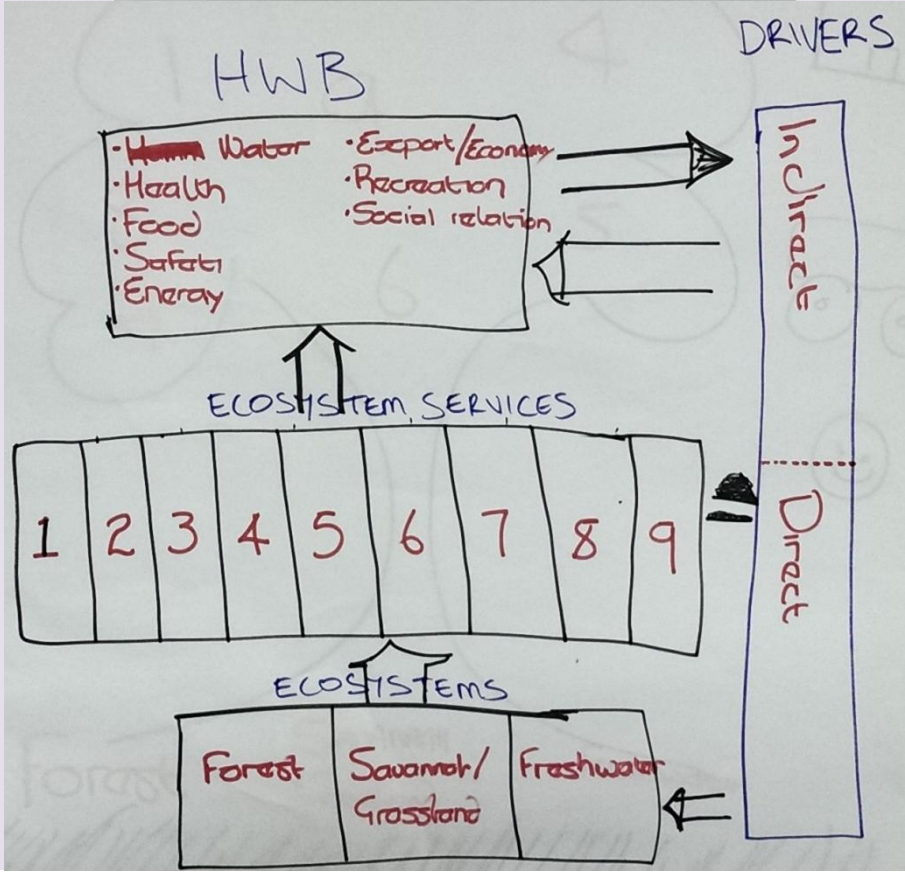 DRIVERS
HWB
· Water
· Health
· Food
· Safety
· Energy
· Export/Economy
· Recreation
· Social relation
Indirect
ECOSYSTEM SERVICES
1 2 3 4 5 6 7 8 9
Direct
ECOSYSTEMS
Forest
Savannah/
Grassland
Freshwater